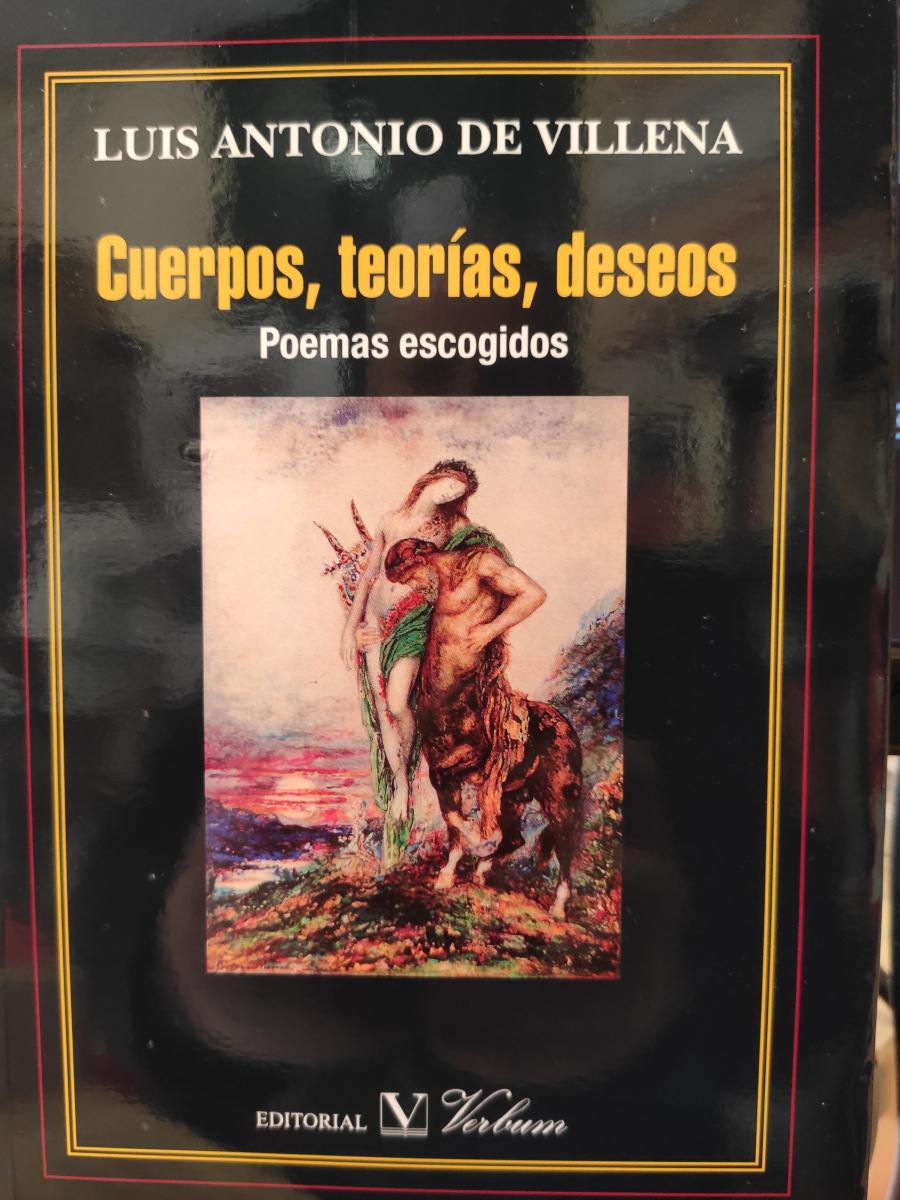 LUIS ANTONIO DE VILLENA
Cuerpos, teorías, deseos
Poemas escogidos
EDITORIAL V Verbum